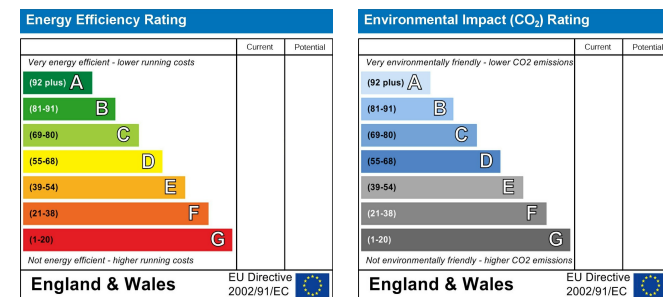 Energy Efficiency Rating
Current Potential
Very energy efficient - lower running costs
(92 plus) A
(81-91) B
(69-80) C
(55-68) D
(39-54) E
(21-38) F
(1-20) G
Not energy efficient - higher running costs
England & Wales
EU Directive
2002/91/EC
Environmental Impact (CO₂) Rating
Current Potential
Very environmentally friendly - lower CO2 emissions
(92 plus) A
(81-91) B
(69-80) C
(55-68) D
(39-54) E
(21-38) F
(1-20) G
Not environmentally friendly - higher CO2 emissions
England & Wales
EU Directive
2002/91/EC